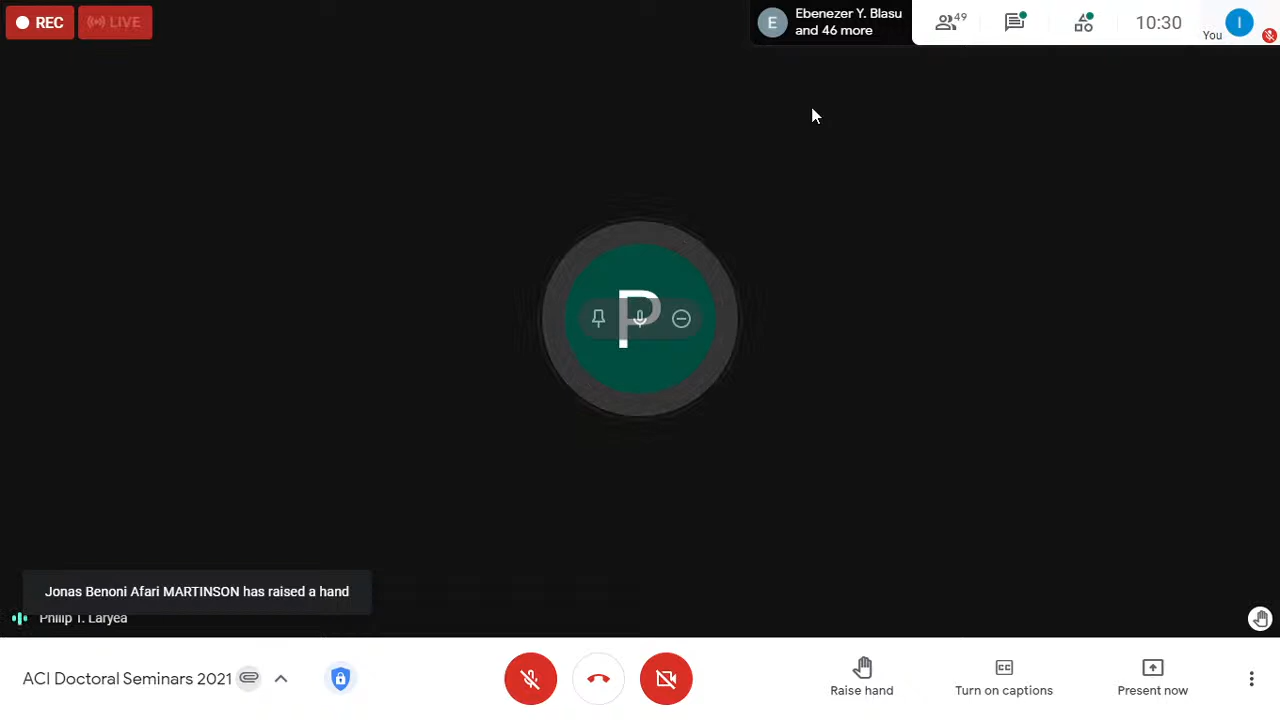 REC
LIVE
E
Ebenezer Y. Blasu
and 46 more
49
10:30
You
I
P
Jonas Benoni Afari MARTINSON has raised a hand
Philip T. Laryea
ACI Doctoral Seminars 2021
CC
Raise hand
Turn on captions
Present now